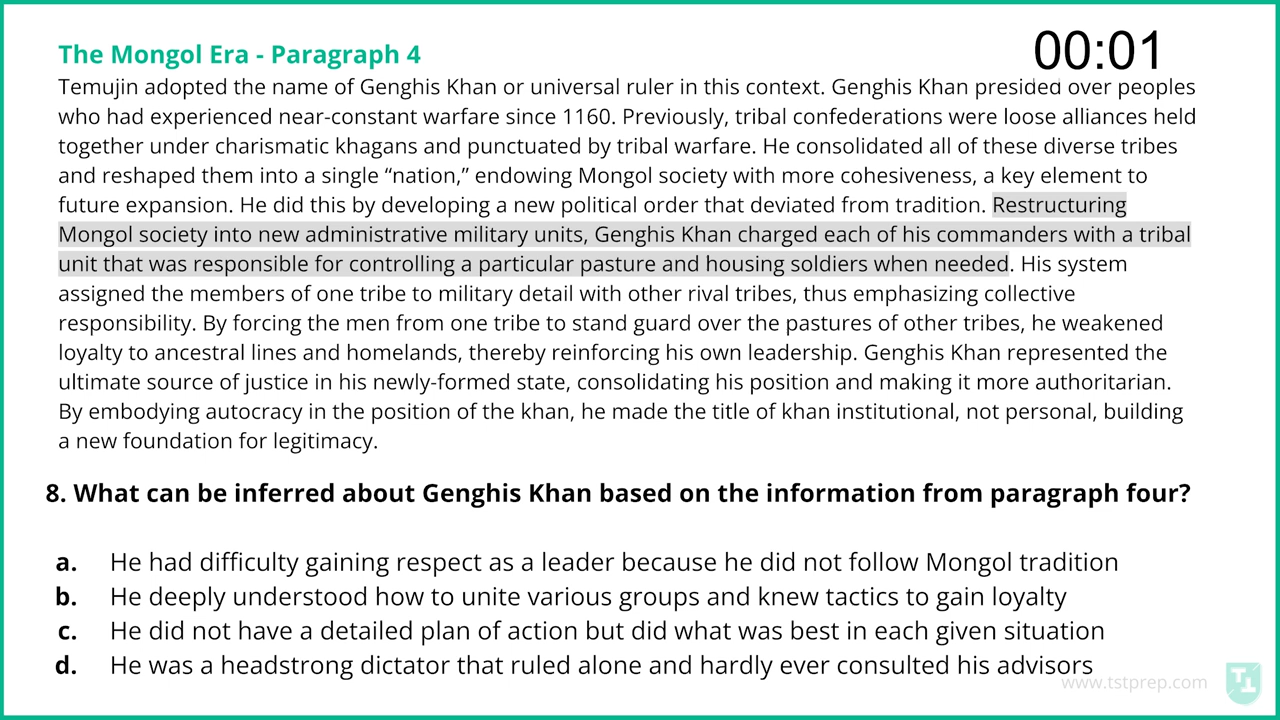 The Mongol Era - Paragraph 4
00:01
Temujin adopted the name of Genghis Khan or universal ruler in this context. Genghis Khan presided over peoples
who had experienced near-constant warfare since 1160. Previously, tribal confederations were loose alliances held
together under charismatic khagans and punctuated by tribal warfare. He consolidated all of these diverse tribes
and reshaped them into a single “nation,” endowing Mongol society with more cohesiveness, a key element to
future expansion. He did this by developing a new political order that deviated from tradition. Restructuring
Mongol society into new administrative military units, Genghis Khan charged each of his commanders with a tribal
unit that was responsible for controlling a particular pasture and housing soldiers when needed. His system
assigned the members of one tribe to military detail with other rival tribes, thus emphasizing collective
responsibility. By forcing the men from one tribe to stand guard over the pastures of other tribes, he weakened
loyalty to ancestral lines and homelands, thereby reinforcing his own leadership. Genghis Khan represented the
ultimate source of justice in his newly-formed state, consolidating his position and making it more authoritarian.
By embodying autocracy in the position of the khan, he made the title of khan institutional, not personal, building
a new foundation for legitimacy.
8. What can be inferred about Genghis Khan based on the information from paragraph four?
a. He had difficulty gaining respect as a leader because he did not follow Mongol tradition
b. He deeply understood how to unite various groups and knew tactics to gain loyalty
c. He did not have a detailed plan of action but did what was best in each given situation
d. He was a headstrong dictator that ruled alone and hardly ever consulted his advisors
www.tstprep.com